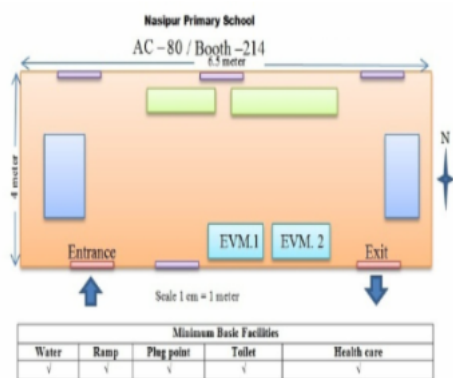 Nasipur Primary School
AC – 80 / Booth –214
6.5 meter
4 meter
N
EVM.1 EVM. 2
Entrance Exit
Scale 1 cm = 1 meter
Minimum Basic Facilities
Water Ramp Plug point Toilet Health care
√ √ √ √ √